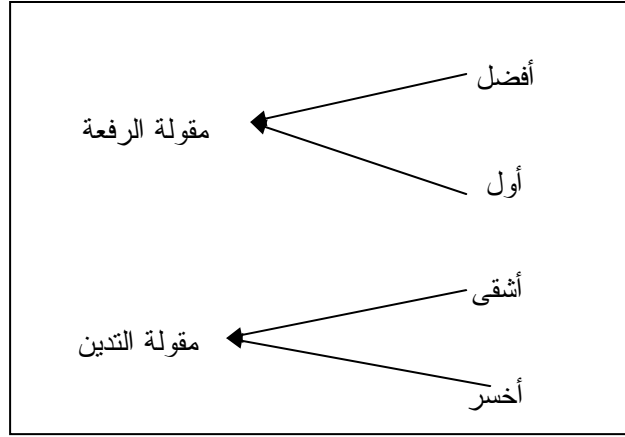 أفضل
مقولة الرفعة
أول
أشقى
مقولة التدين
أخسر